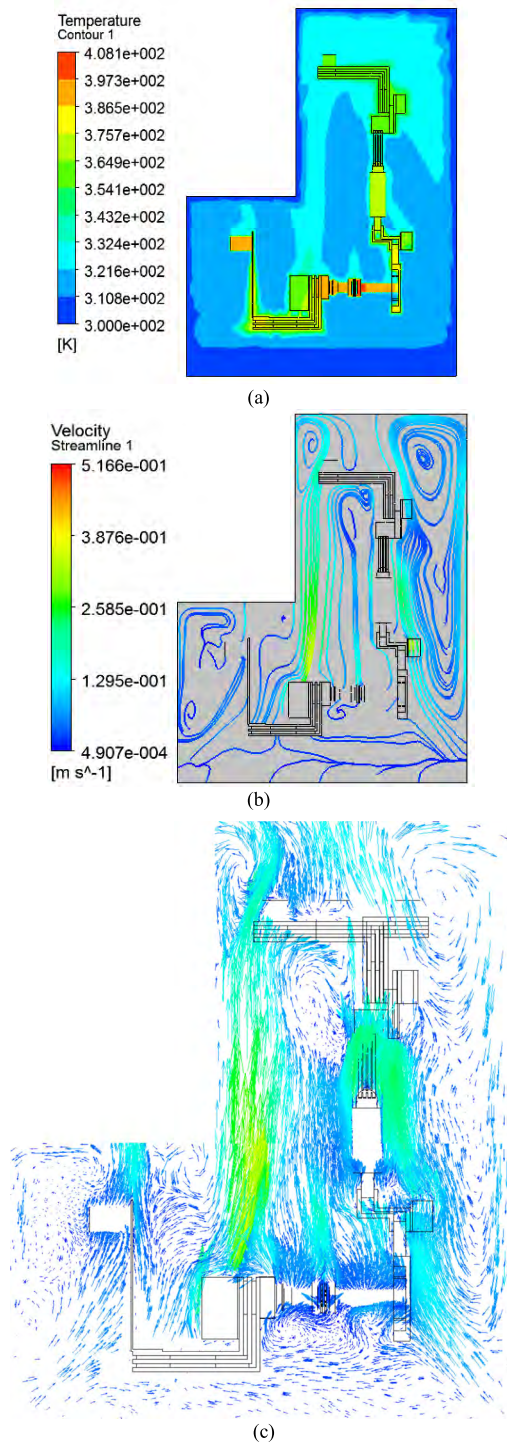 Temperature
Contour 1
4.081e+002
3.973e+002
3.865e+002
3.757e+002
3.649e+002
3.541e+002
3.432e+002
3.324e+002
3.216e+002
3.108e+002
3.000e+002
[K]
(a)
Velocity
Streamline 1
5.166e-001
3.876e-001
2.585e-001
1.295e-001
4.907e-004
[m s^-1]
(b)
(c)